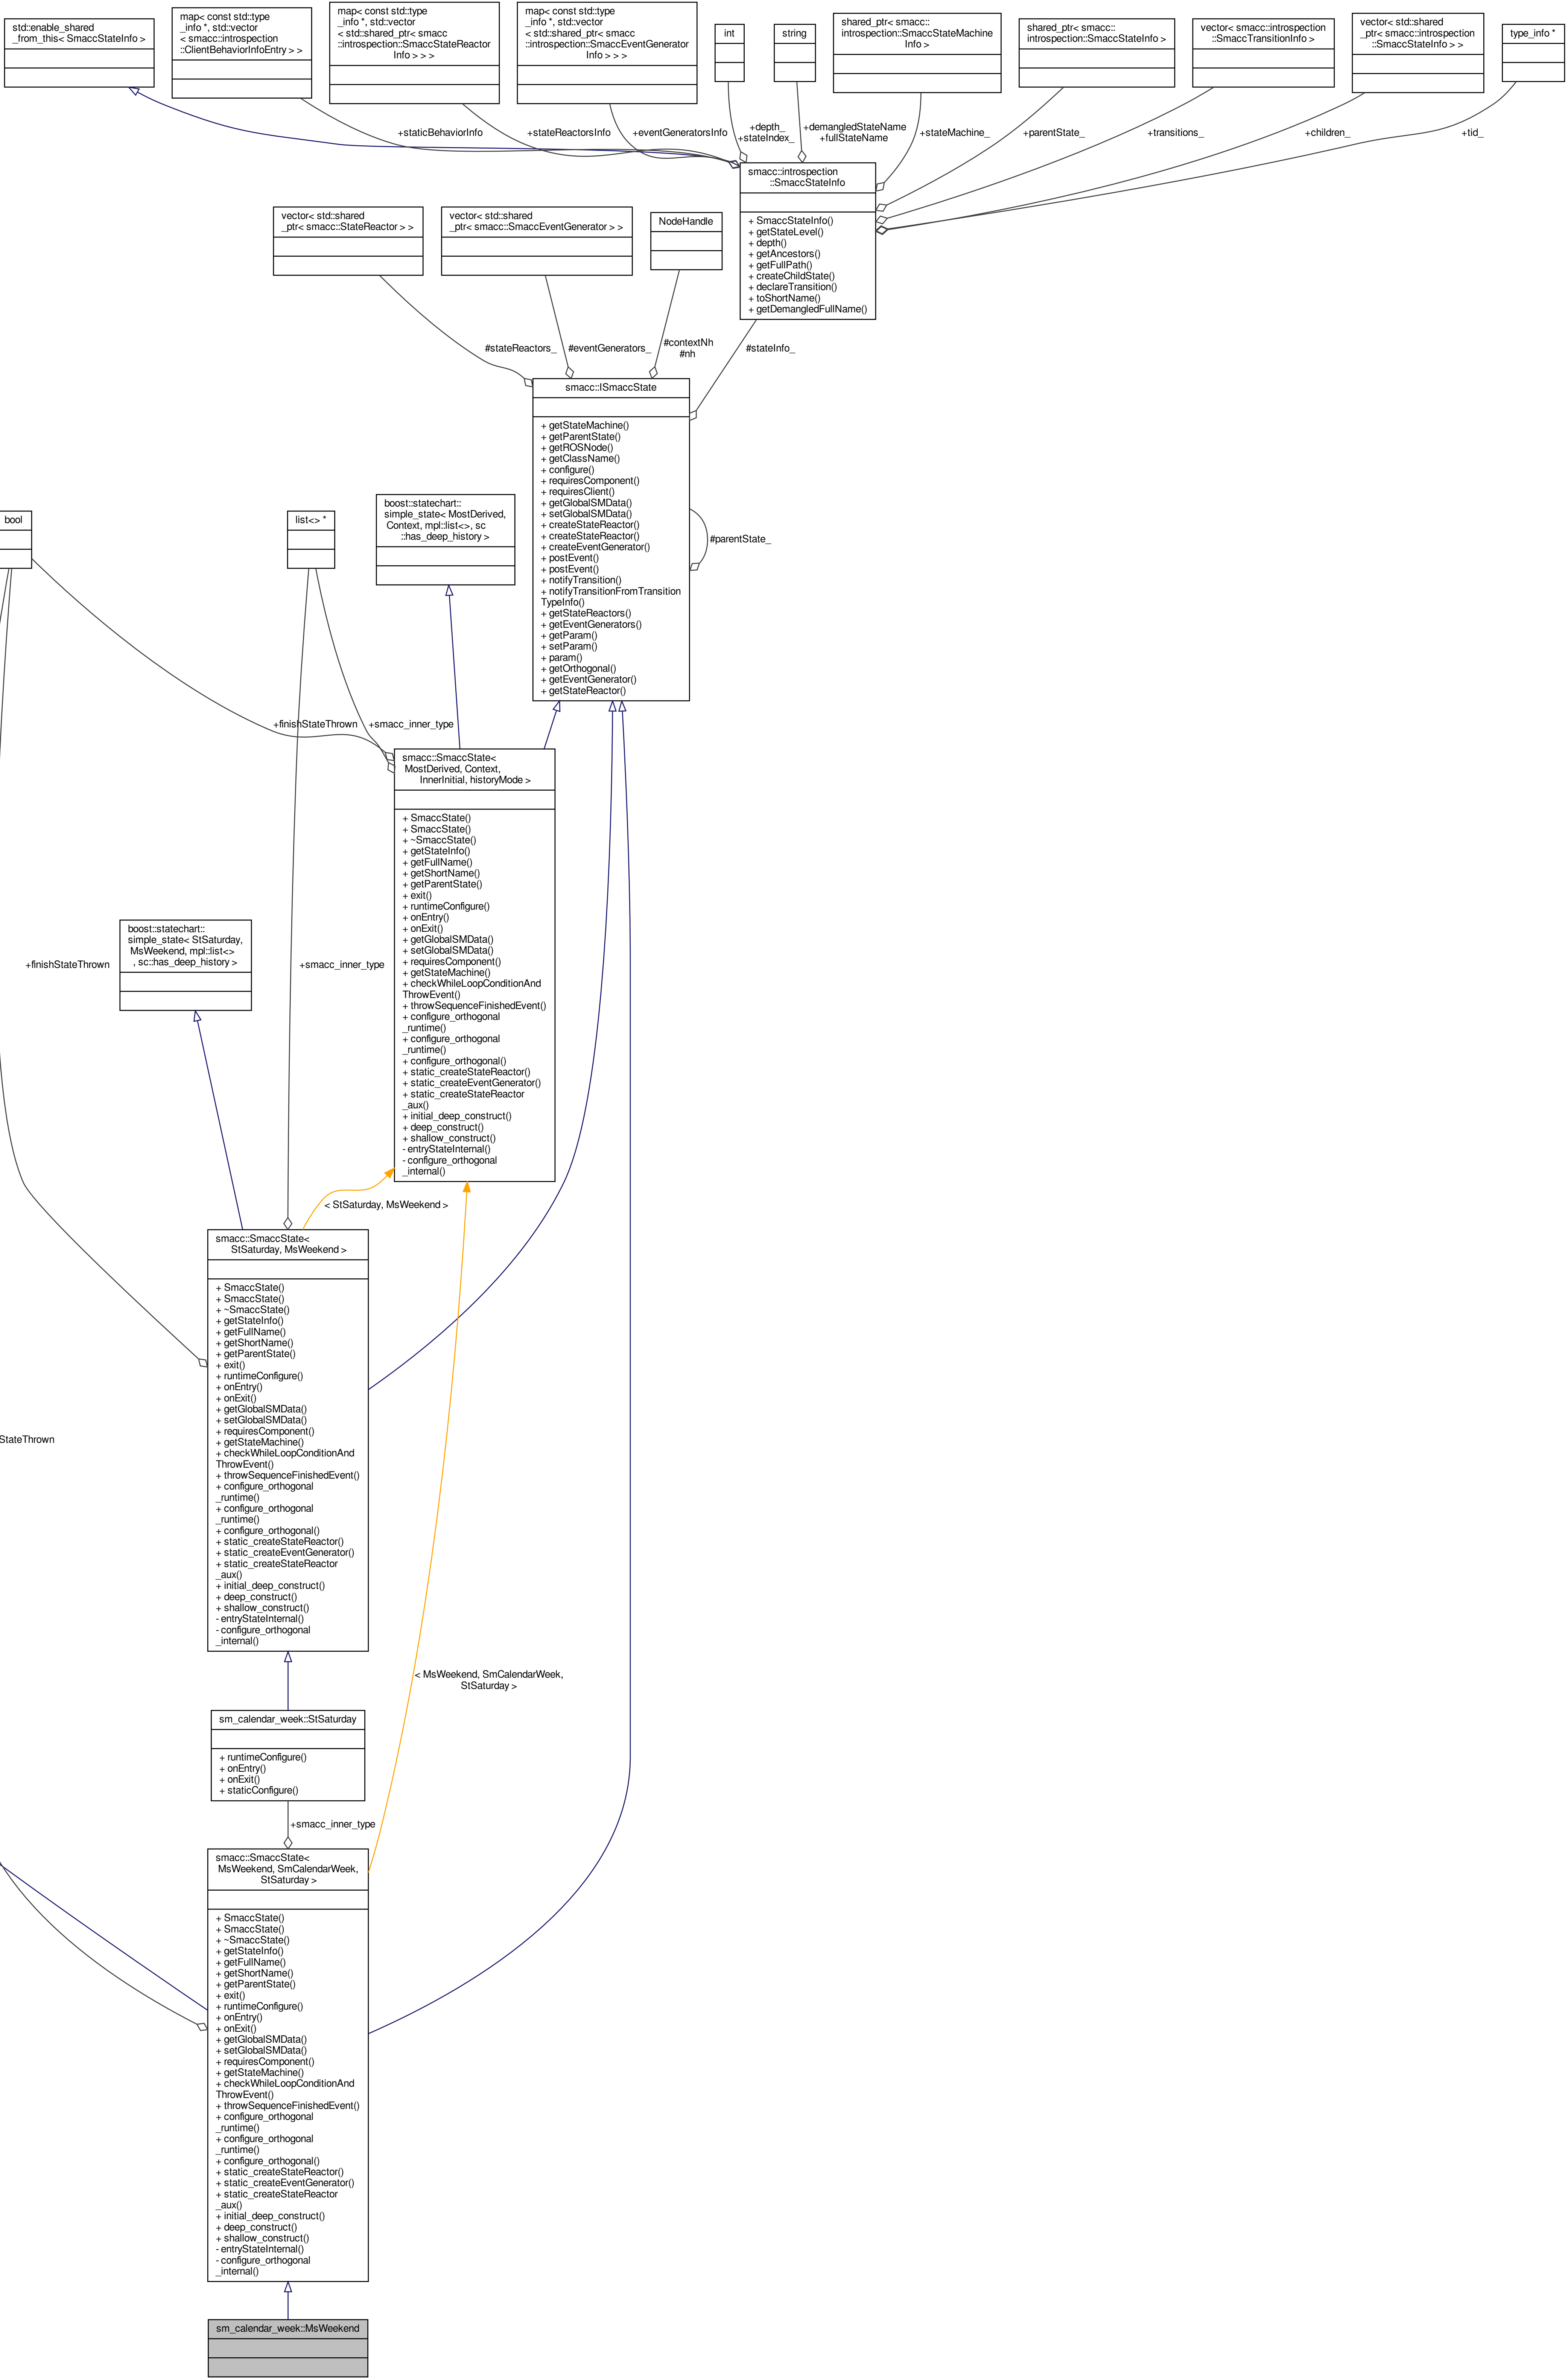 std::enable_shared
_from_this< SmaccStateInfo >
map< const std::type
_info *, std::vector
< smacc::introspection
::ClientBehaviorInfoEntry > >
map< const std::type
_info *, std::vector
< std::shared_ptr< smacc
::introspection::SmaccStateReactor
Info > > >
map< const std::type
_info *, std::vector
< std::shared_ptr< smacc
::introspection::SmaccEventGenerator
Info > > >
int
string
shared_ptr< smacc::
introspection::SmaccStateMachine
Info >
shared_ptr< smacc::
introspection::SmaccStateInfo >
vector< smacc::introspection
::SmaccTransitionInfo >
vector< std::shared
_ptr< smacc::introspection
::SmaccStateInfo > >
type_info *
+staticBehaviorInfo
+stateReactorsInfo
+eventGeneratorsInfo
+depth_
+stateIndex_
+demangledStateName
+fullStateName
+stateMachine_
+parentState_
+transitions_
+children_
+tid_
smacc::introspection
::SmaccStateInfo
+ SmaccStateInfo()
+ getStateLevel()
+ depth()
+ getAncestors()
+ getFullPath()
+ createChildState()
+ declareTransition()
+ toShortName()
+ getDemangledFullName()
vector< std::shared
_ptr< smacc::StateReactor > >
vector< std::shared
_ptr< smacc::SmaccEventGenerator > >
NodeHandle
#stateReactors_
#eventGenerators_
#contextNh
#nh
#stateInfo_
smacc::ISmaccState
+ getStateMachine()
+ getParentState()
+ getROSNode()
+ getClassName()
+ configure()
+ requiresComponent()
+ requiresClient()
+ getGlobalSMData()
+ setGlobalSMData()
+ createStateReactor()
+ createStateReactor()
+ createEventGenerator()
+ postEvent()
+ postEvent()
+ notifyTransition()
+ notifyTransitionFromTransition
TypeInfo()
+ getStateReactors()
+ getEventGenerators()
+ getParam()
+ setParam()
+ param()
+ getOrthogonal()
+ getEventGenerator()
+ getStateReactor()
#parentState_
bool
list<> *
boost::statechart::
simple_state< MostDerived,
Context, mpl::list<>, sc
::has_deep_history >
+finishStateThrown
+smacc_inner_type
smacc::SmaccState<
MostDerived, Context,
InnerInitial, historyMode >
+ SmaccState()
+ SmaccState()
+ ~SmaccState()
+ getStateInfo()
+ getFullName()
+ getShortName()
+ getParentState()
+ exit()
+ runtimeConfigure()
+ onEntry()
+ onExit()
+ getGlobalSMData()
+ setGlobalSMData()
+ requiresComponent()
+ getStateMachine()
+ checkWhileLoopConditionAnd
ThrowEvent()
+ throwSequenceFinishedEvent()
+ configure_orthogonal
_runtime()
+ configure_orthogonal
_runtime()
+ configure_orthogonal()
+ static_createStateReactor()
+ static_createEventGenerator()
+ static_createStateReactor
_aux()
+ initial_deep_construct()
+ deep_construct()
+ shallow_construct()
- entryStateInternal()
- configure_orthogonal
_internal()
boost::statechart::
simple_state< StSaturday,
MsWeekend, mpl::list<>
, sc::has_deep_history >
+finishStateThrown
+smacc_inner_type
< StSaturday, MsWeekend >
smacc::SmaccState<
StSaturday, MsWeekend >
+ SmaccState()
+ SmaccState()
+ ~SmaccState()
+ getStateInfo()
+ getFullName()
+ getShortName()
+ getParentState()
+ exit()
+ runtimeConfigure()
+ onEntry()
+ onExit()
+ getGlobalSMData()
+ setGlobalSMData()
+ requiresComponent()
+ getStateMachine()
+ checkWhileLoopConditionAnd
ThrowEvent()
+ throwSequenceFinishedEvent()
+ configure_orthogonal
_runtime()
+ configure_orthogonal
_runtime()
+ configure_orthogonal()
+ static_createStateReactor()
+ static_createEventGenerator()
+ static_createStateReactor
_aux()
+ initial_deep_construct()
+ deep_construct()
+ shallow_construct()
- entryStateInternal()
- configure_orthogonal
_internal()
StateThrown
< MsWeekend, SmCalendarWeek,
StSaturday >
sm_calendar_week::StSaturday
+ runtimeConfigure()
+ onEntry()
+ onExit()
+ staticConfigure()
+smacc_inner_type
smacc::SmaccState<
MsWeekend, SmCalendarWeek,
StSaturday >
+ SmaccState()
+ SmaccState()
+ ~SmaccState()
+ getStateInfo()
+ getFullName()
+ getShortName()
+ getParentState()
+ exit()
+ runtimeConfigure()
+ onEntry()
+ onExit()
+ getGlobalSMData()
+ setGlobalSMData()
+ requiresComponent()
+ getStateMachine()
+ checkWhileLoopConditionAnd
ThrowEvent()
+ throwSequenceFinishedEvent()
+ configure_orthogonal
_runtime()
+ configure_orthogonal
_runtime()
+ configure_orthogonal()
+ static_createStateReactor()
+ static_createEventGenerator()
+ static_createStateReactor
_aux()
+ initial_deep_construct()
+ deep_construct()
+ shallow_construct()
- entryStateInternal()
- configure_orthogonal
_internal()
sm_calendar_week::MsWeekend